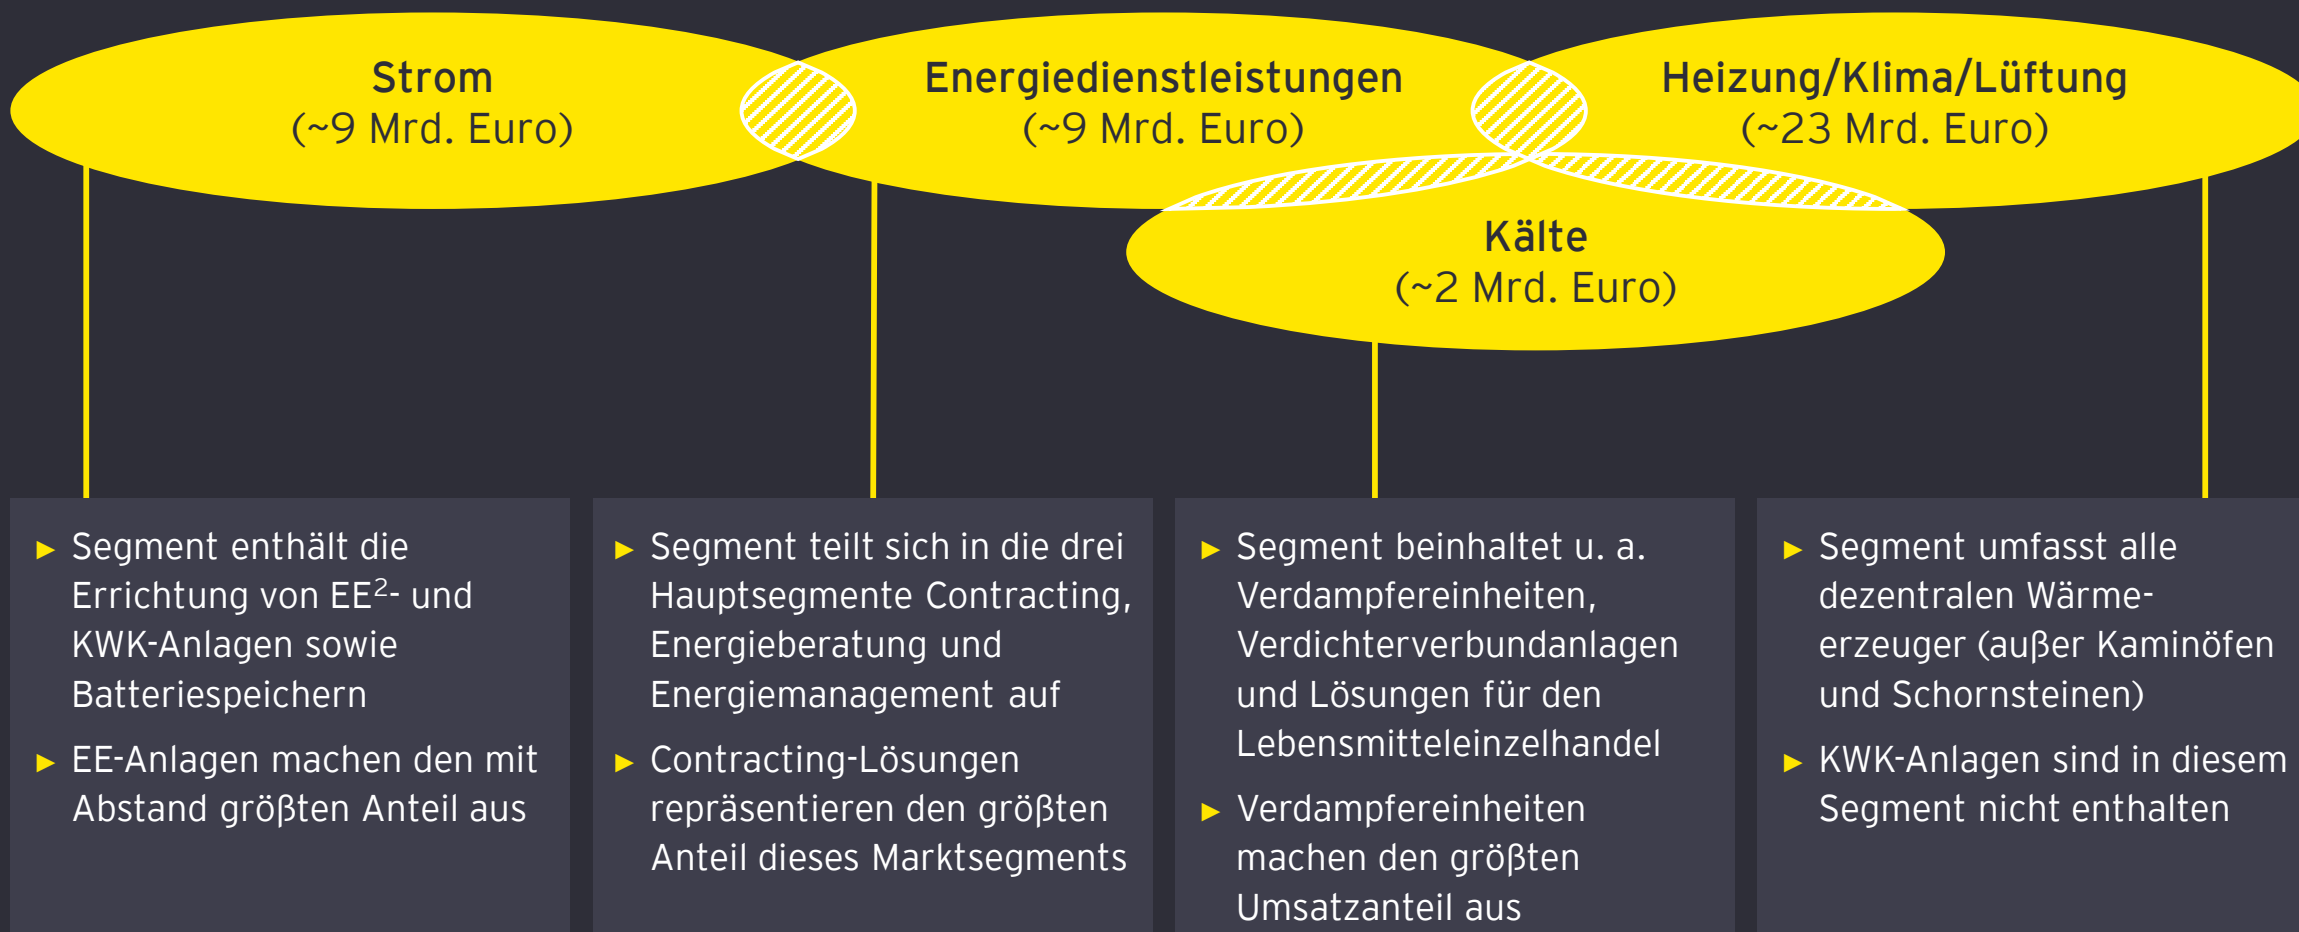 Strom
(~9 Mrd. Euro)
Energiedienstleistungen
(~9 Mrd. Euro)
Heizung/Klima/Lüftung
(~23 Mrd. Euro)
Kälte
(~2 Mrd. Euro)
► Segment enthält die
Errichtung von EE²- und
KWK-Anlagen sowie
Batteriespeichern
► EE-Anlagen machen den mit
Abstand größten Anteil aus
► Segment teilt sich in die drei
Hauptsegmente Contracting,
Energieberatung und
Energiemanagement auf
► Contracting-Lösungen
repräsentieren den größten
Anteil dieses Marktsegments
► Segment beinhaltet u. a.
Verdampfereinheiten,
Verdichterverbundanlagen
und Lösungen für den
Lebensmitteleinzelhandel
► Verdampfereinheiten
machen den größten
Umsatzanteil aus
► Segment umfasst alle
dezentralen Wärme-
erzeuger (außer Kaminöfen
und Schornsteinen)
► KWK-Anlagen sind in diesem
Segment nicht enthalten